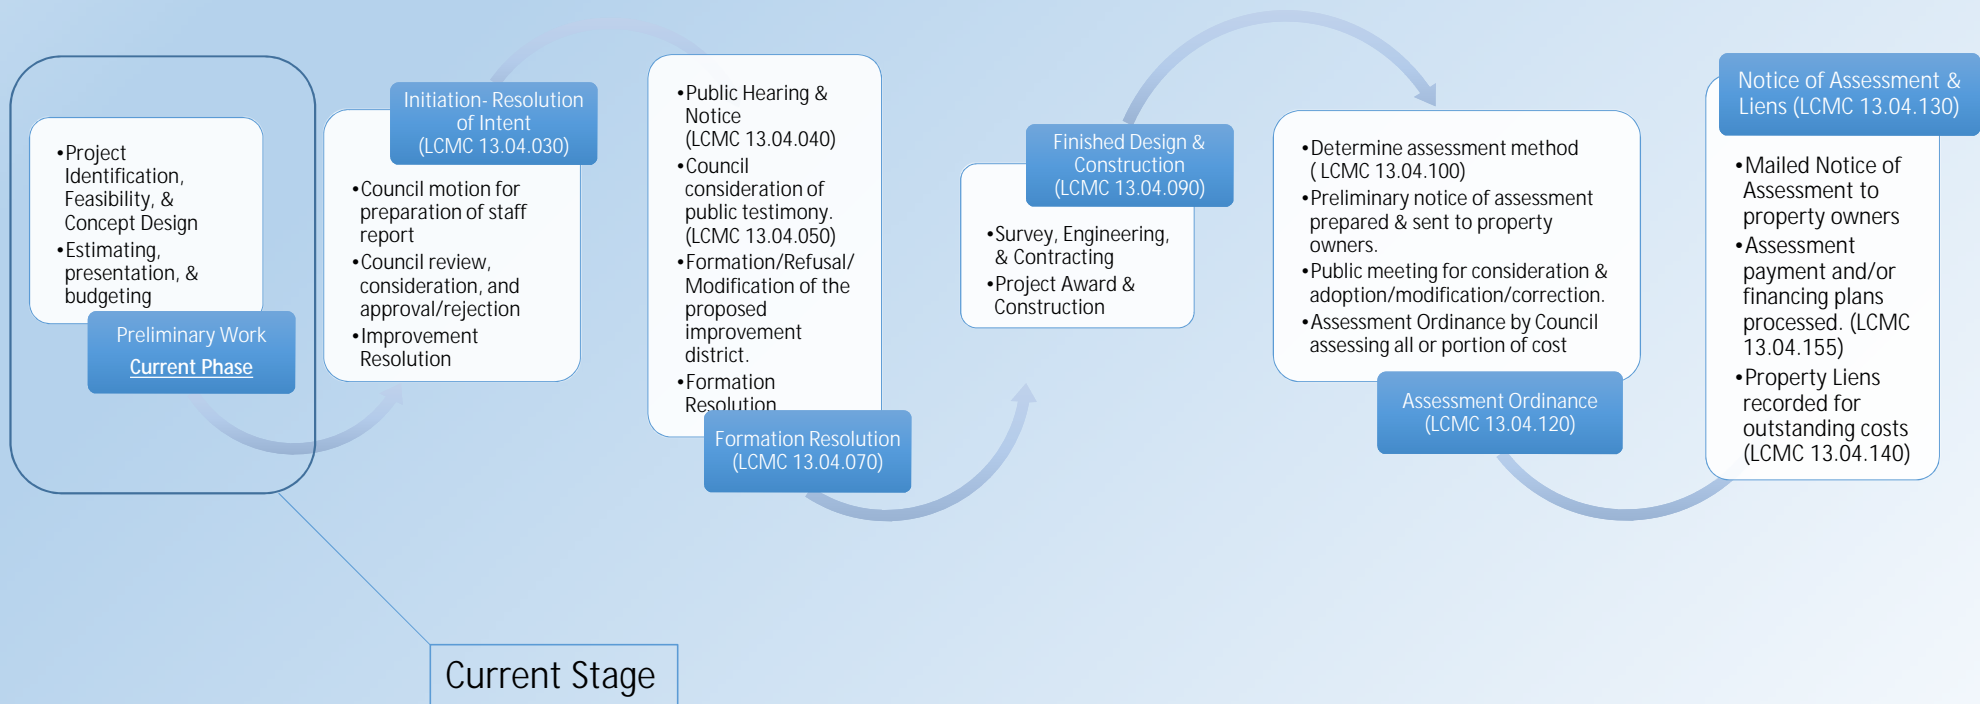 •Project
Identification,
Feasibility, &
Concept Design
•Estimating,
presentation, &
budgeting
Preliminary Work
Current Phase
Initiation- Resolution
of Intent
(LCMC 13.04.030)
•Council motion for
preparation of staff
report
•Council review,
consideration, and
approval/rejection
•Improvement
Resolution
•Public Hearing &
Notice
(LCMC 13.04.040)
•Council
consideration of
public testimony.
(LCMC 13.04.050)
•Formation/Refusal/
Modification of the
proposed
improvement
district.
•Formation
Resolution
Formation Resolution
(LCMC 13.04.070)
Finished Design &
Construction
(LCMC 13.04.090)
•Survey, Engineering,
& Contracting
•Project Award &
Construction
•Determine assessment method
( LCMC 13.04.100)
•Preliminary notice of assessment
prepared & sent to property
owners.
•Public meeting for consideration &
adoption/modification/correction.
•Assessment Ordinance by Council
assessing all or portion of cost
Assessment Ordinance
(LCMC 13.04.120)
Notice of Assessment &
Liens (LCMC 13.04.130)
•Mailed Notice of
Assessment to
property owners
•Assessment
payment and/or
financing plans
processed. (LCMC
13.04.155)
•Property Liens
recorded for
outstanding costs
(LCMC 13.04.140)
Current Stage